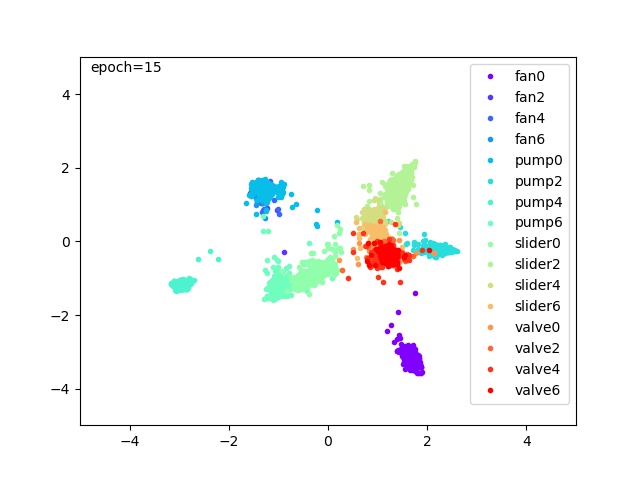 epoch=15
fan0
fan2
fan4
fan6
pump0
pump2
pump4
pump6
slider0
slider2
slider4
slider6
valve0
valve2
valve4
valve6
4
2
0
−2
−4
−4
−2
0
2
4